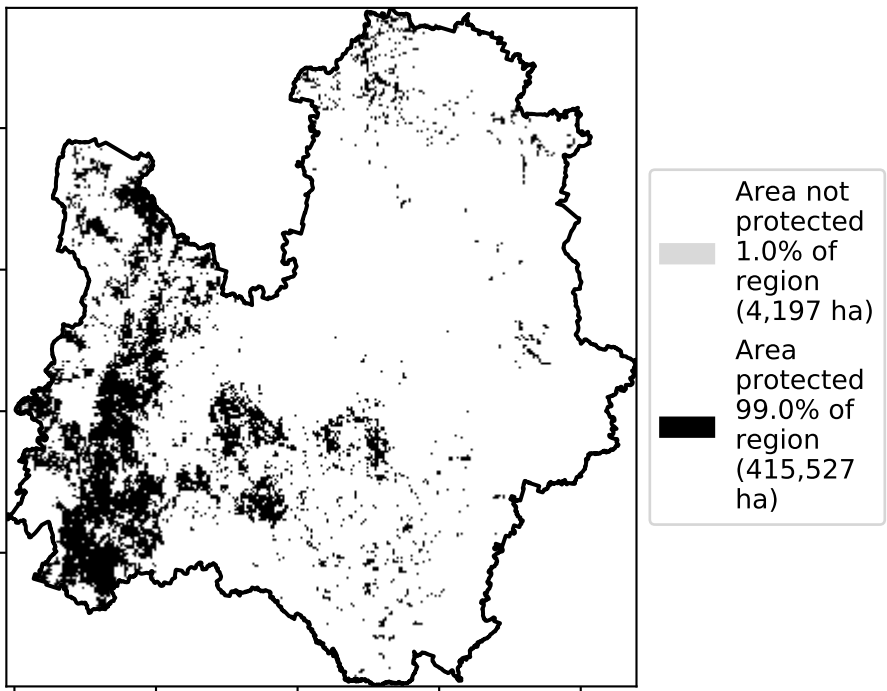 Area not
protected
1.0% of
region
(4,197 ha)
Area
protected
99.0% of
region
(415,527
ha)